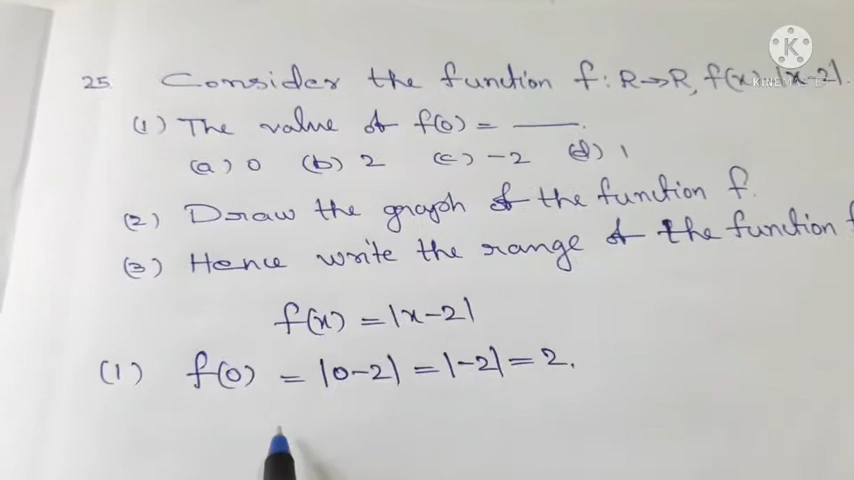 25 Consider the function f: R→R, f(x)=|x-2|.
(1) The value of f(0) = ____.
(a) 0 (b) 2 (c) -2 (d) 1
(2) Draw the graph of the function f.
(3) Hence write the range of the function f
f(x) = |x-2|
(1) f(0) = |0-2| = |-2| = 2.
K